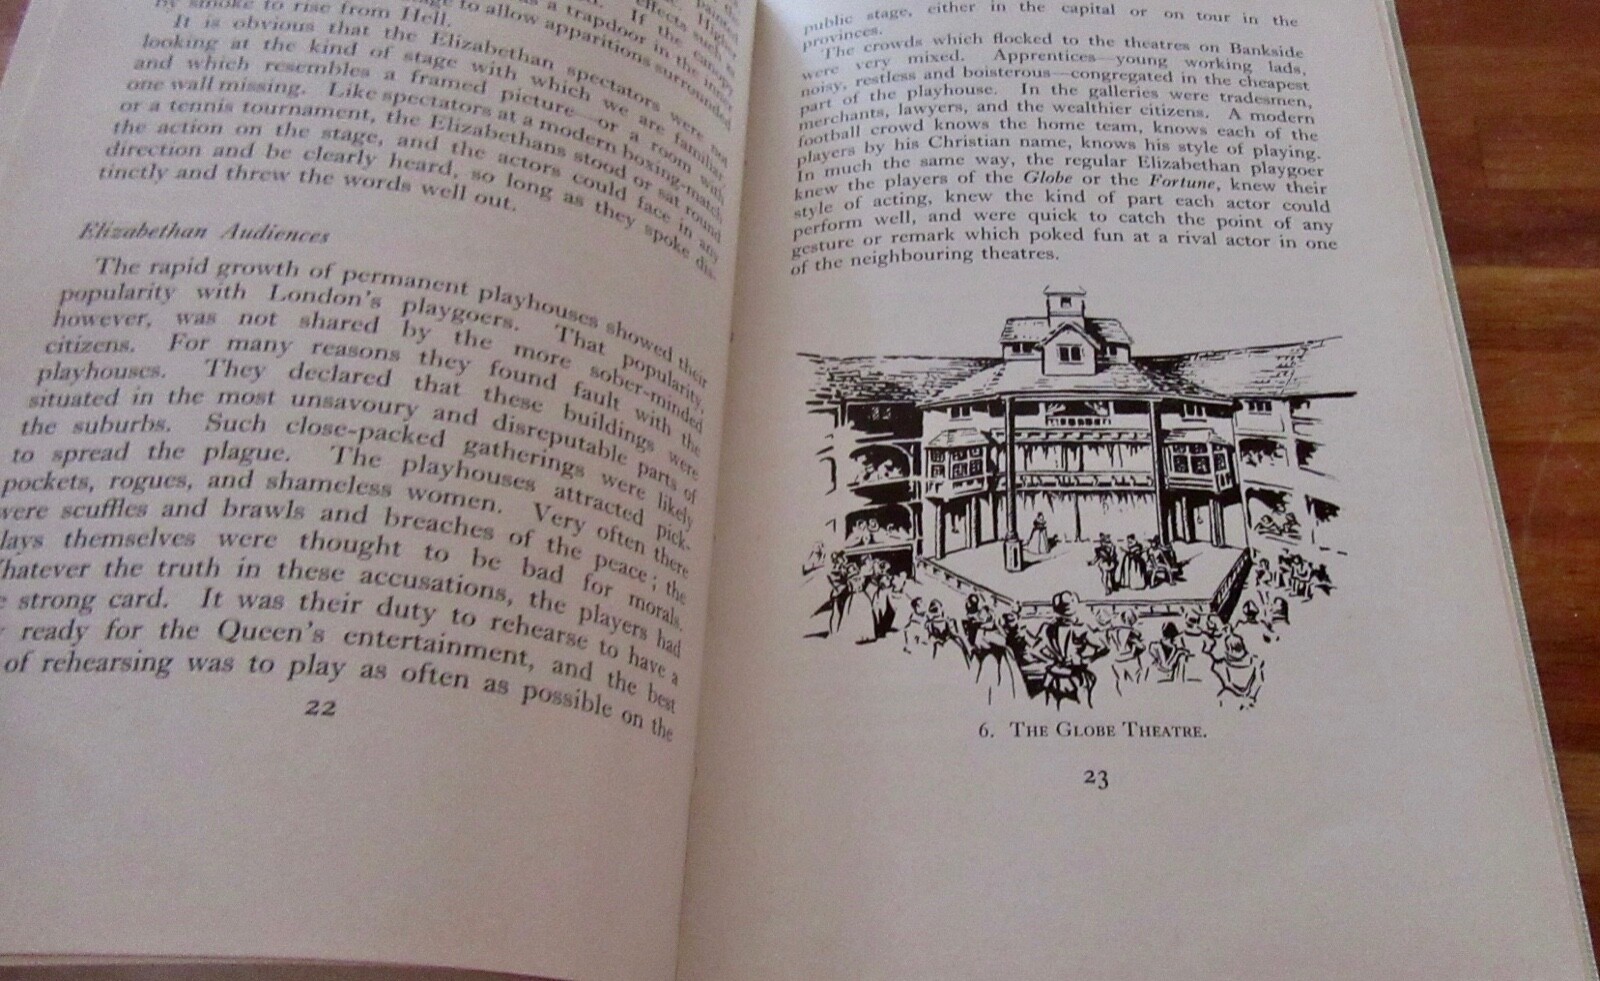 a trapdoor in the inner
to allow apparitions surrounded
by smoke to rise from Hell.
It is obvious that the Elizabethan spectators were not
looking at the kind of stage with which we are familiar
and which resembles a framed picture—or a room with
one wall missing. Like spectators at a modern boxing-match
or a tennis tournament, the Elizabethans stood or sat round
the action on the stage, and the actors could face in any
direction and be clearly heard, so long as they spoke dis-
tinctly and threw the words well out.
Elizabethan Audiences
The rapid growth of permanent playhouses showed their
popularity with London's playgoers. That popularity,
however, was not shared by the more sober-minded
citizens. For many reasons they found fault with the
playhouses. They declared that these buildings were
situated in the most unsavoury and disreputable parts of
the suburbs. Such close-packed gatherings were likely
to spread the plague. The playhouses attracted pick-
pockets, rogues, and shameless women. Very often there
were scuffles and brawls and breaches of the peace; the
lays themselves were thought to be bad for morals.
hatever the truth in these accusations, the players had
strong card. It was their duty to rehearse to have a
ready for the Queen's entertainment, and the best
of rehearsing was to play as often as possible on the
22
public stage, either in the capital or on tour in the
provinces.
The crowds which flocked to the theatres on Bankside
were very mixed. Apprentices—young working lads,
noisy, restless and boisterous—congregated in the cheapest
part of the playhouse. In the galleries were tradesmen,
merchants, lawyers, and the wealthier citizens. A modern
football crowd knows the home team, knows each of the
players by his Christian name, knows his style of playing.
In much the same way, the regular Elizabethan playgoer
knew the players of the Globe or the Fortune, knew their
style of acting, knew the kind of part each actor could
perform well, and were quick to catch the point of any
gesture or remark which poked fun at a rival actor in one
of the neighbouring theatres.
6. THE GLOBE THEATRE.
23